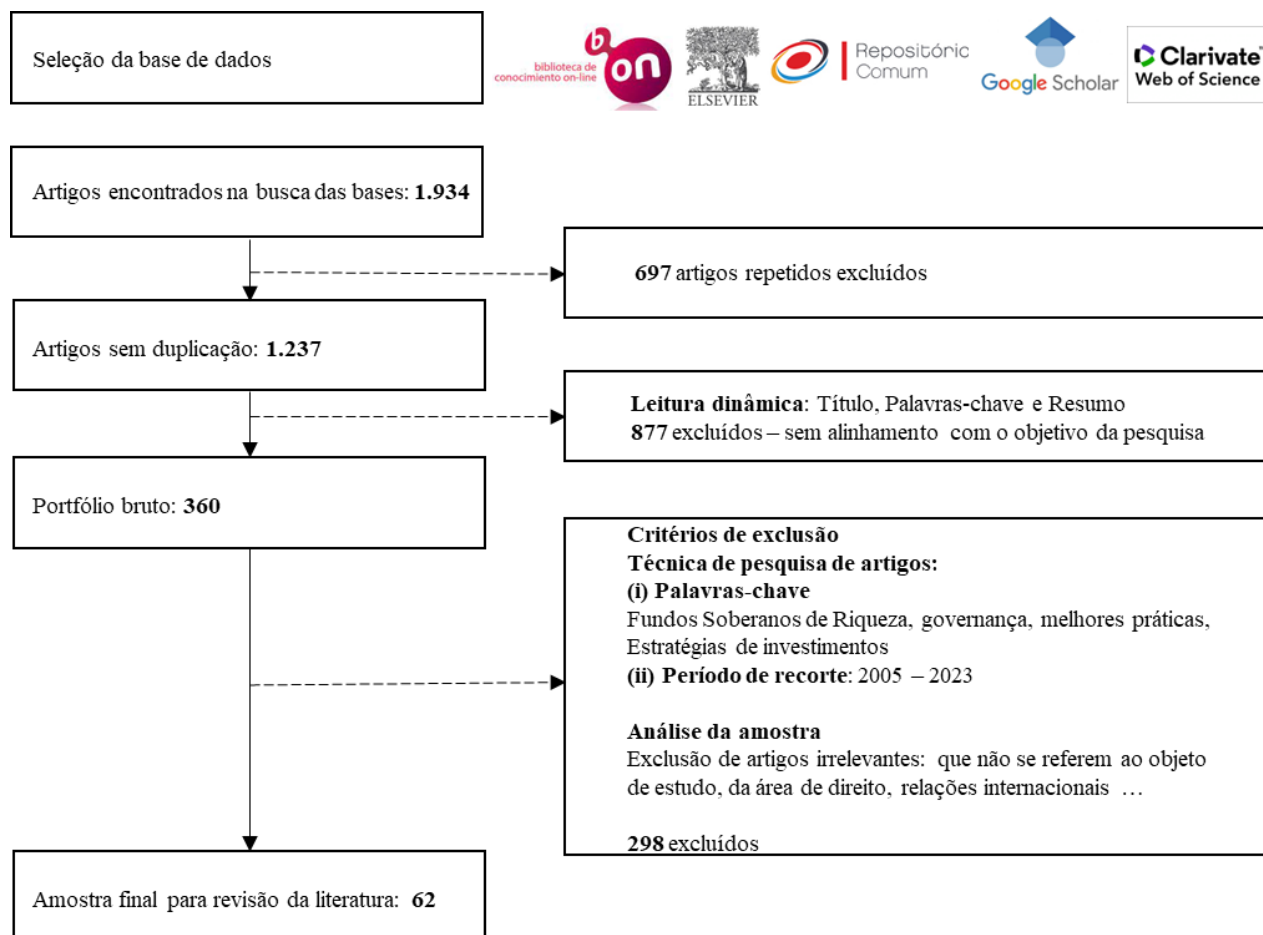 Seleção da base de dados
b
on
biblioteca de
conocimiento on-line
ELSEVIER
Repositório
Comum
Google Scholar
Clarivate™
Web of Science
Artigos encontrados na busca das bases: 1.934
697 artigos repetidos excluídos
Artigos sem duplicação: 1.237
Leitura dinâmica: Título, Palavras-chave e Resumo
877 excluídos – sem alinhamento com o objetivo da pesquisa
Portfólio bruto: 360
Critérios de exclusão
Técnica de pesquisa de artigos:
(i) Palavras-chave
Fundos Soberanos de Riqueza, governança, melhores práticas,
Estratégias de investimentos
(ii) Período de recorte: 2005 – 2023
Análise da amostra
Exclusão de artigos irrelevantes: que não se referem ao objeto
de estudo, da área de direito, relações internacionais …
298 excluídos
Amostra final para revisão da literatura: 62